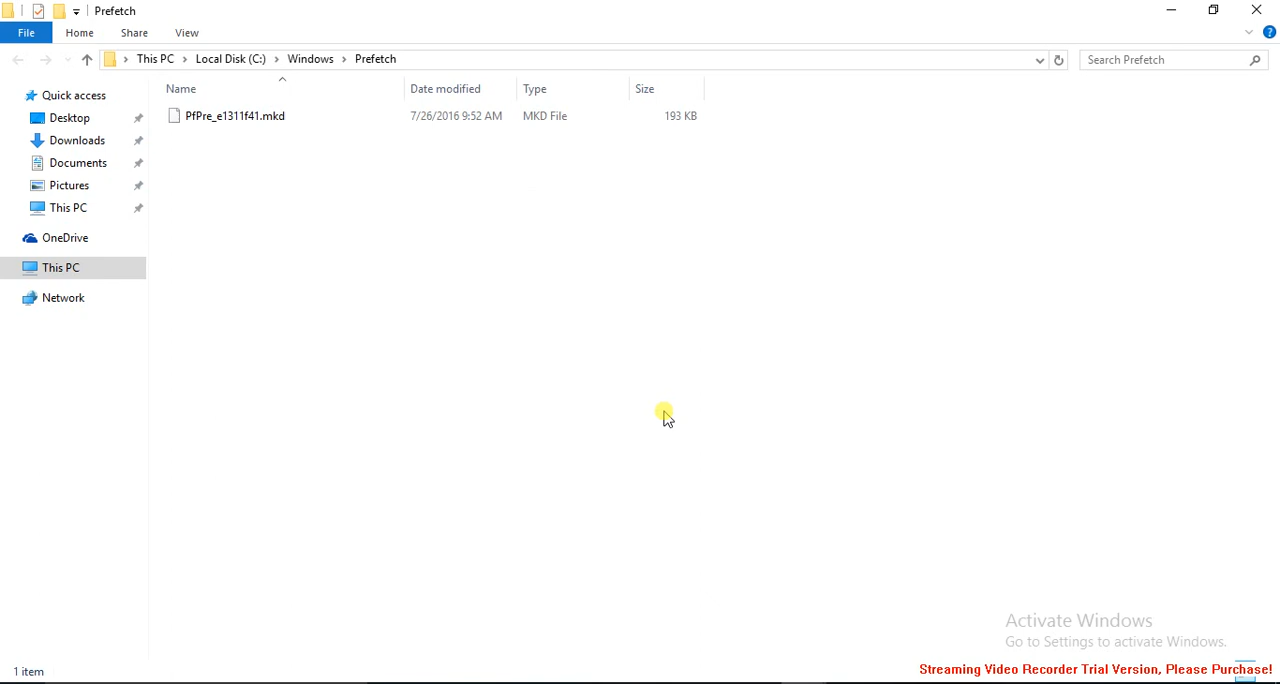 Prefetch
File Home Share View
This PC Local Disk (C:) Windows Prefetch
Search Prefetch
Name Date modified Type Size
PfPre_e1311f41.mkd 7/26/2016 9:52 AM MKD File 193 KB
Quick access
Desktop
Downloads
Documents
Pictures
This PC
OneDrive
This PC
Network
Activate Windows
Go to Settings to activate Windows.
1 item
Streaming Video Recorder Trial Version, Please Purchase!